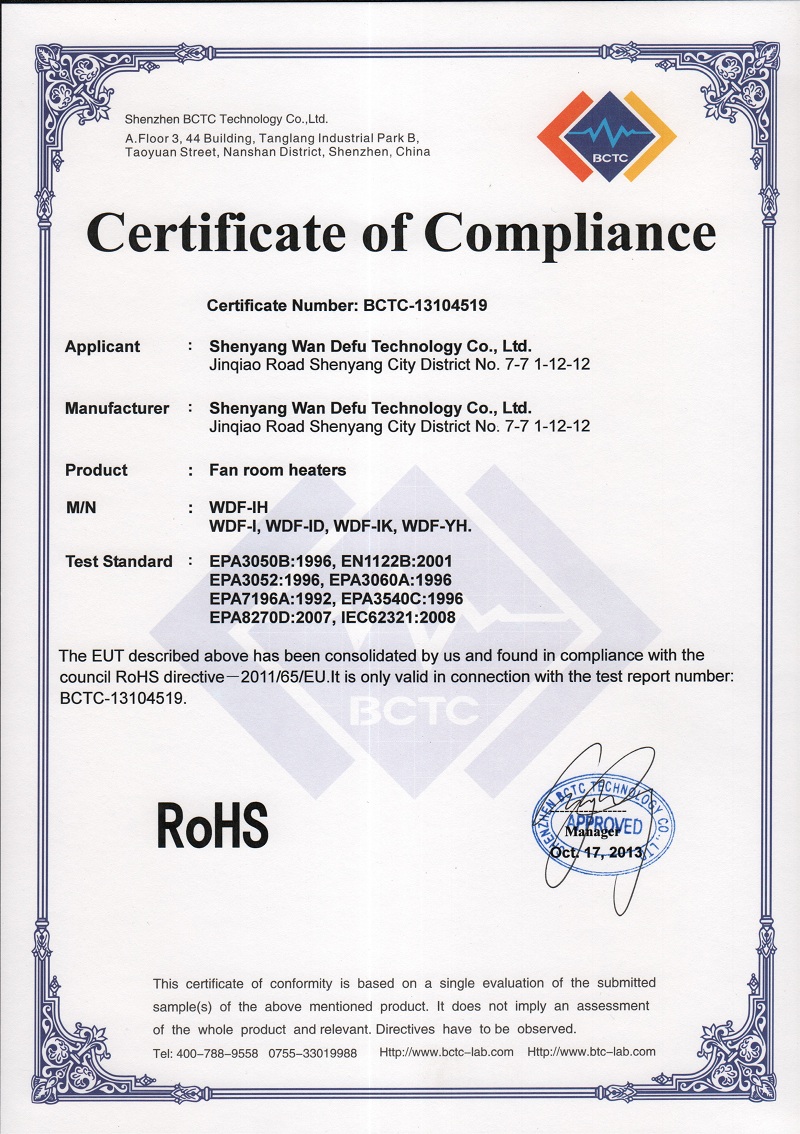 Shenzhen BCTC Technology Co.,Ltd.
A.Floor 3, 44 Building, Tanglang Industrial Park B,
Taoyuan Street, Nanshan District, Shenzhen, China
BCTC
Certificate of Compliance
Certificate Number: BCTC-13104519
Applicant : Shenyang Wan Defu Technology Co., Ltd.
Jinqiao Road Shenyang City District No. 7-7 1-12-12
Manufacturer : Shenyang Wan Defu Technology Co., Ltd.
Jinqiao Road Shenyang City District No. 7-7 1-12-12
Product : Fan room heaters
M/N : WDF-IH
WDF-I, WDF-ID, WDF-IK, WDF-YH.
Test Standard : EPA3050B:1996, EN1122B:2001
EPA3052:1996, EPA3060A:1996
EPA7196A:1992, EPA3540C:1996
EPA8270D:2007, IEC62321:2008
The EUT described above has been consolidated by us and found in compliance with the
council RoHS directive－2011/65/EU.It is only valid in connection with the test report number:
BCTC-13104519.
BCTC
RoHS
SHENZHEN BCTC TECHNOLOGY CO., LTD
APPROVED
Manager
Oct. 17, 2013
This certificate of conformity is based on a single evaluation of the submitted
sample(s) of the above mentioned product. It does not imply an assessment
of the whole product and relevant. Directives have to be observed.
Tel: 400-788-9558 0755-33019988 Http://www.bctc-lab.com Http://www.btc-lab.com